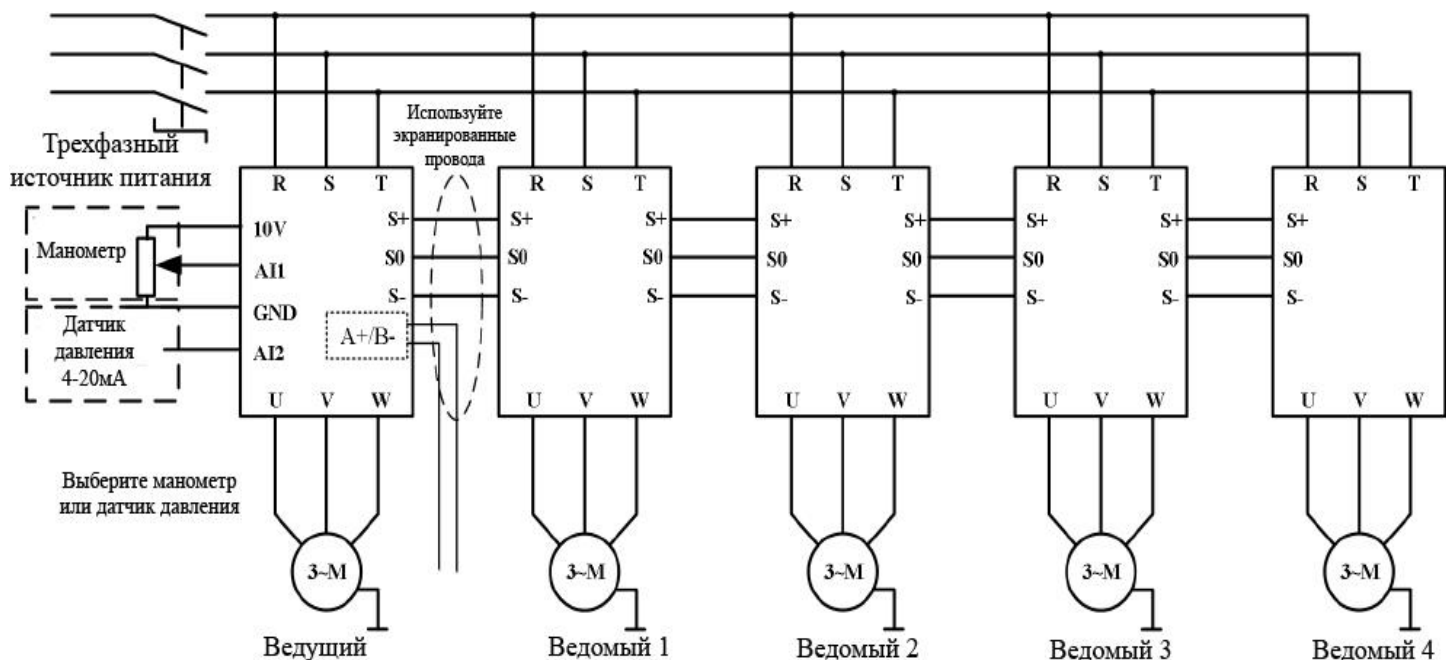 Используйте
экранированные
провода
Трехфазный
источник питания
R S T
R S T
R S T
R S T
R S T
Манометр
10V
AI1
GND
AI2
Датчик
давления
4-20мА
S+
S0
S-
A+/B-
S+
S0
S-
S+
S0
S-
S+
S0
S-
S+
S0
S-
S+
S0
S-
S+
S0
S-
S+
S0
S-
U V W
U V W
U V W
U V W
U V W
Выберите манометр
или датчик давления
3~M
3~M
3~M
3~M
3~M
Ведущий
Ведомый 1
Ведомый 2
Ведомый 3
Ведомый 4